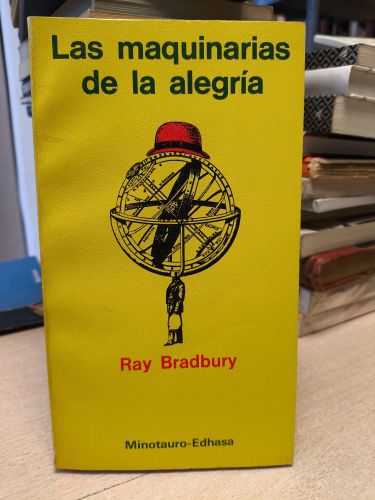 Las maquinarias
de la alegría
Ray Bradbury
Minotauro-Edhasa